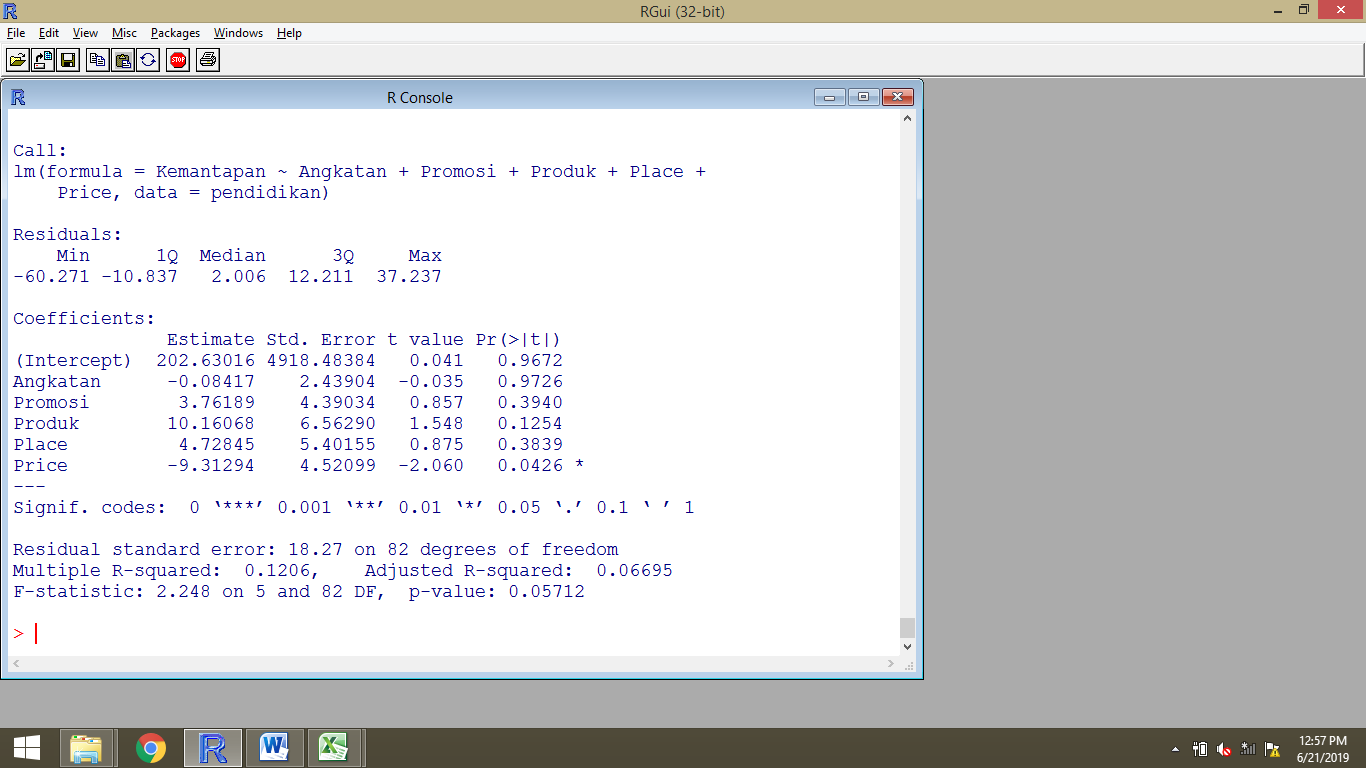 RGui (32-bit)
File Edit View Misc Packages Windows Help
STOP
R Console
Call:
lm(formula = Kemantapan ~ Angkatan + Promosi + Produk + Place +
    Price, data = pendidikan)
Residuals:
    Min      1Q  Median      3Q     Max
-60.271 -10.837   2.006  12.211  37.237
Coefficients:
              Estimate Std. Error t value Pr(>|t|)
(Intercept)  202.63016 4918.48384   0.041   0.9672
Angkatan      -0.08417    2.43904  -0.035   0.9726
Promosi        3.76189    4.39034   0.857   0.3940
Produk        10.16068    6.56290   1.548   0.1254
Place          4.72845    5.40155   0.875   0.3839
Price         -9.31294    4.52099  -2.060   0.0426 *
---
Signif. codes:  0 ‘***’ 0.001 ‘**’ 0.01 ‘*’ 0.05 ‘.’ 0.1 ‘ ’ 1
Residual standard error: 18.27 on 82 degrees of freedom
Multiple R-squared:  0.1206,    Adjusted R-squared:  0.06695
F-statistic: 2.248 on 5 and 82 DF,  p-value: 0.05712
>
12:57 PM
6/21/2019